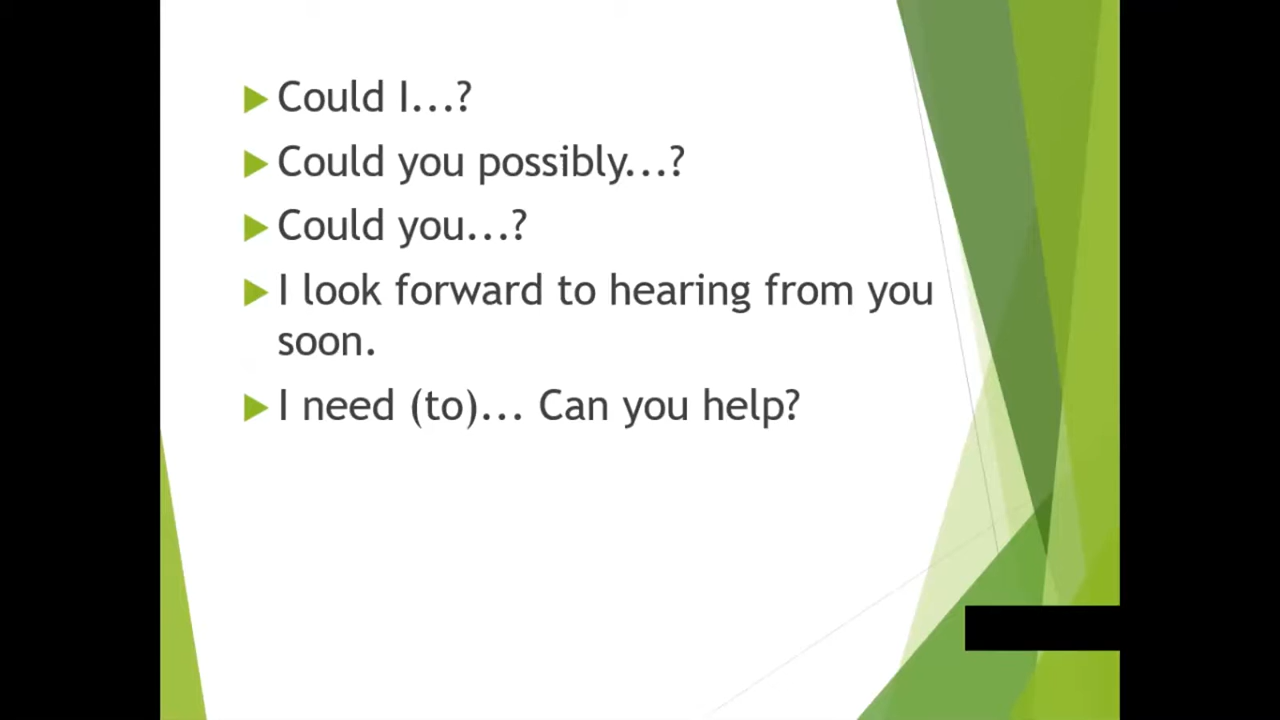 Could I...?
Could you possibly...?
Could you...?
I look forward to hearing from you
soon.
I need (to)... Can you help?